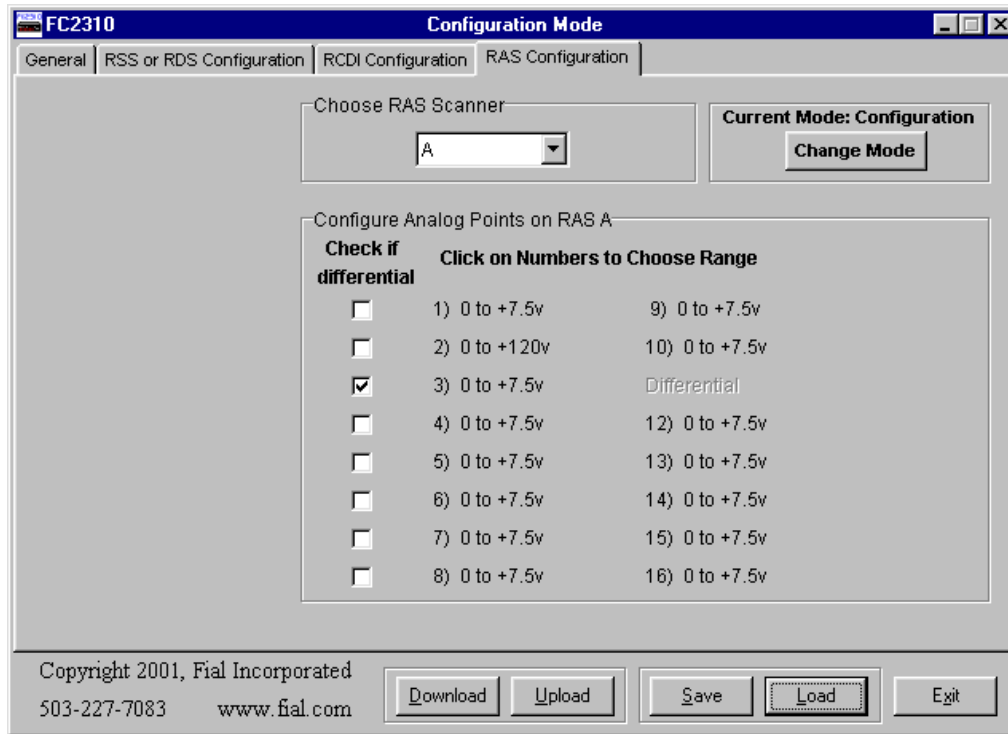 FC2310 Configuration Mode
General RSS or RDS Configuration RCDI Configuration RAS Configuration
Choose RAS Scanner
A
Current Mode: Configuration
Change Mode
Configure Analog Points on RAS A
Check if
differential
Click on Numbers to Choose Range
1) 0 to +7.5v 9) 0 to +7.5v
2) 0 to +120v 10) 0 to +7.5v
3) 0 to +7.5v Differential
4) 0 to +7.5v 12) 0 to +7.5v
5) 0 to +7.5v 13) 0 to +7.5v
6) 0 to +7.5v 14) 0 to +7.5v
7) 0 to +7.5v 15) 0 to +7.5v
8) 0 to +7.5v 16) 0 to +7.5v
Copyright 2001, Fial Incorporated
503-227-7083 www.fial.com
Download Upload Save Load Exit